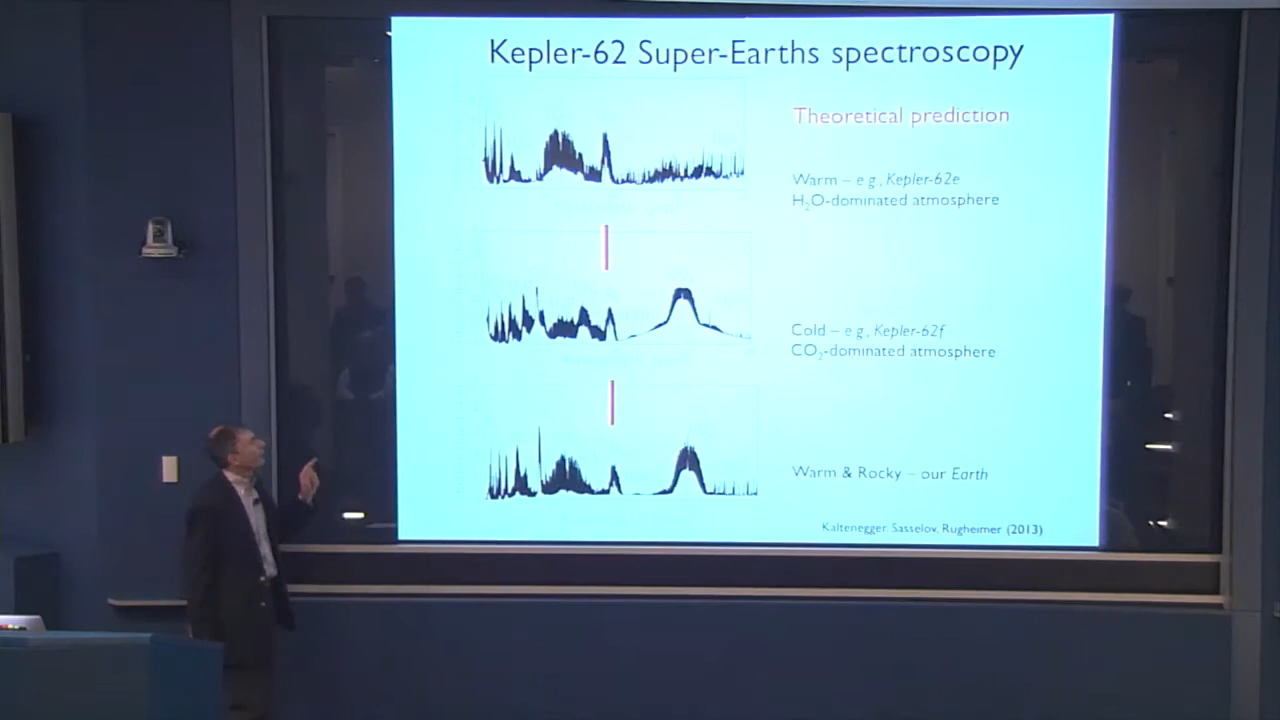 Kepler-62 Super-Earths spectroscopy
Theoretical prediction
Warm – e g , Kepler-62e
H₂O-dominated atmosphere
Cold – e g , Kepler-62f
CO₂-dominated atmosphere
Warm & Rocky – our Earth
Kaltenegger, Sasselov, Rugheimer (2013)